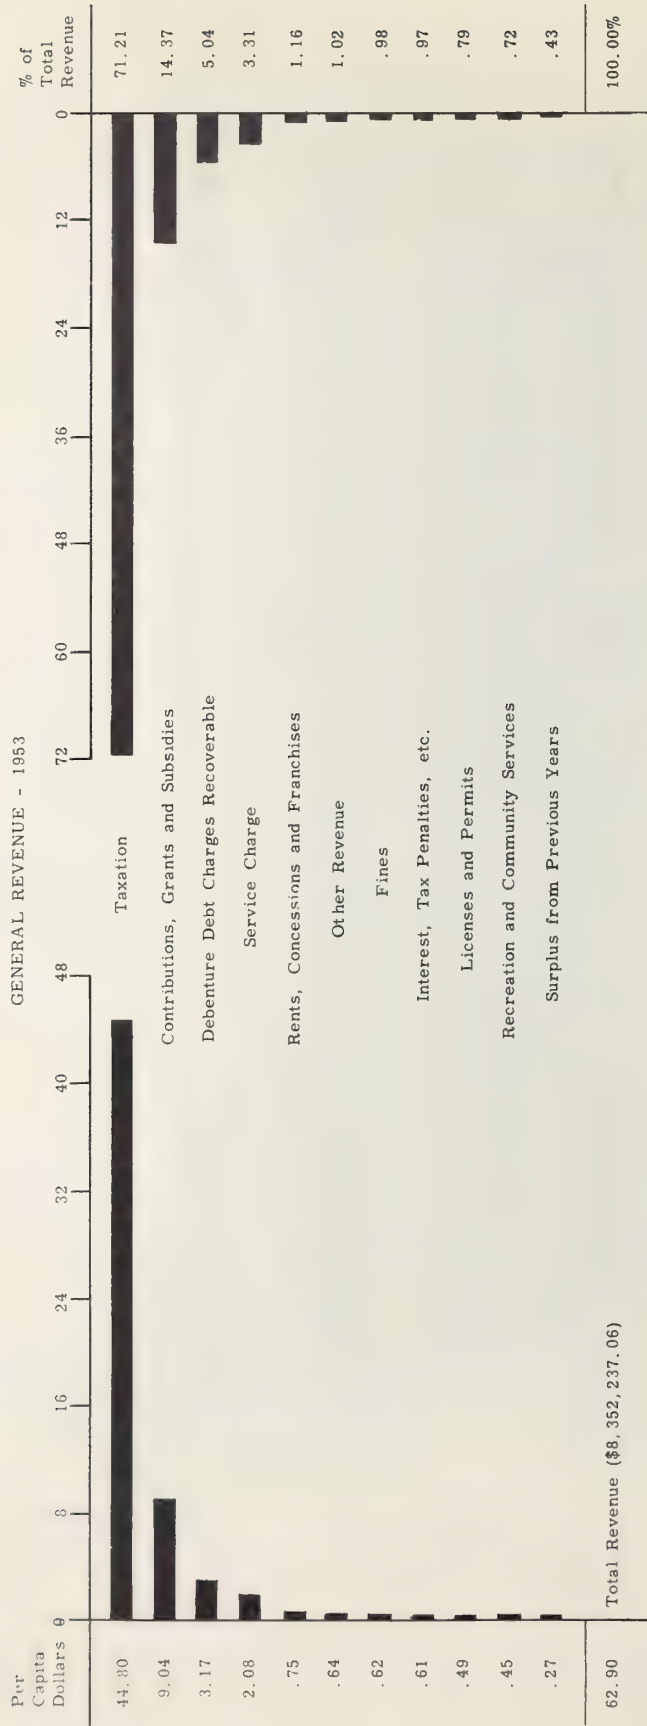 GENERAL REVENUE - 1953
Per Capita Dollars
% of Total Revenue
0 8 16 24 32 40 48
72 60 48 36 24 12 0
44.80 Taxation 71.21
9.04 Contributions, Grants and Subsidies 14.37
3.17 Debenture Debt Charges Recoverable 5.04
2.08 Service Charge 3.31
.75 Rents, Concessions and Franchises 1.16
.64 Other Revenue 1.02
.62 Fines .98
.61 Interest, Tax Penalties, etc. .97
.49 Licenses and Permits .79
.45 Recreation and Community Services .72
.27 Surplus from Previous Years .43
62.90 Total Revenue ($8,352,237.06) 100.00%